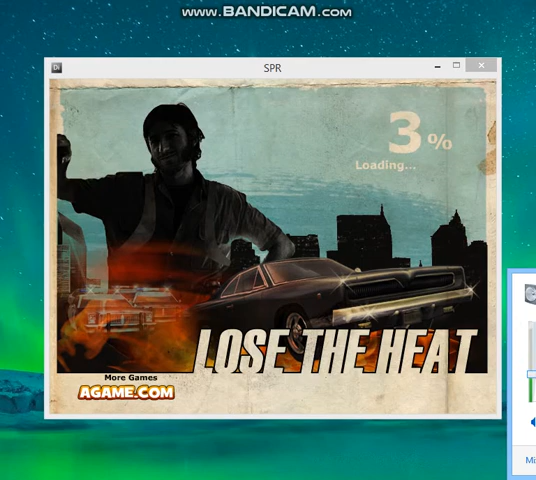 www.BANDICAM.com
SPR
3 %
Loading...
LOSE THE HEAT
More Games
AGAME.COM